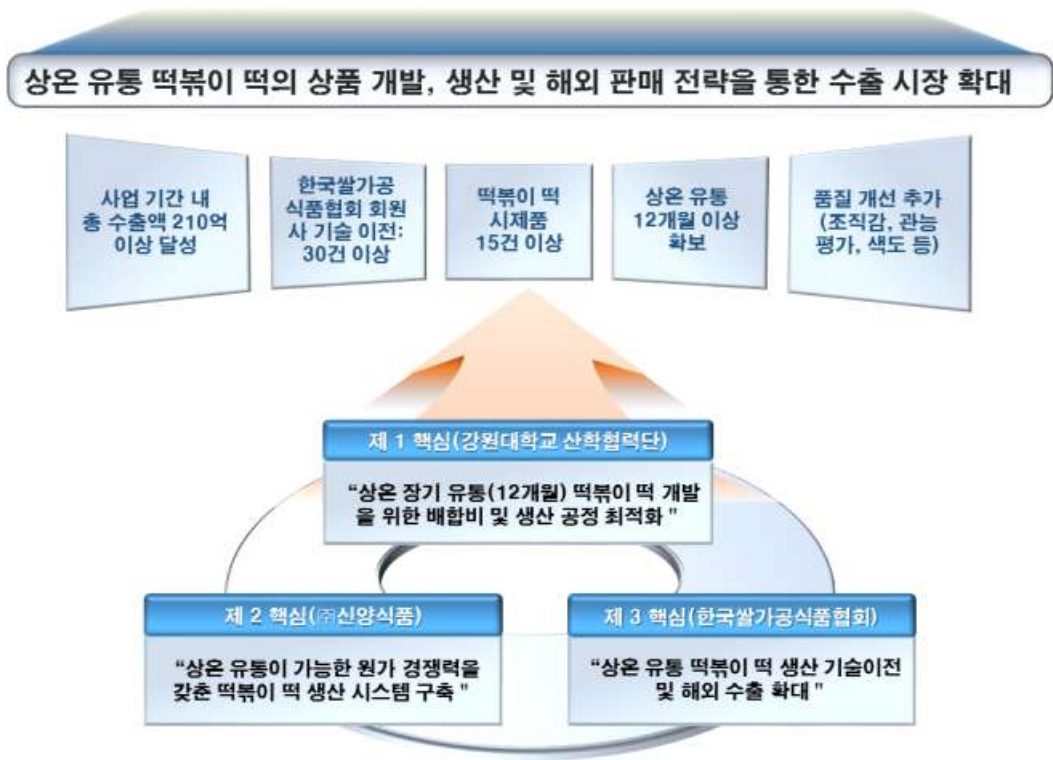 상온 유통 떡볶이 떡의 상품 개발, 생산 및 해외 판매 전략을 통한 수출 시장 확대
사업 기간 내
총 수출액 210억
이상 달성
한국쌀가공
식품협회 회원
사 기술 이전:
30건 이상
떡볶이 떡
시제품
15건 이상
상온 유통
12개월 이상
확보
품질 개선 추가
(조직감, 관능
평가, 색도 등)
제 1 핵심(강원대학교 산학협력단)
“상온 장기 유통(12개월) 떡볶이 떡 개발
을 위한 배합비 및 생산 공정 최적화 ”
제 2 핵심(㈜신양식품)
“상온 유통이 가능한 원가 경쟁력을
갖춘 떡볶이 떡 생산 시스템 구축 ”
제 3 핵심(한국쌀가공식품협회)
“상온 유통 떡볶이 떡 생산 기술이전
및 해외 수출 확대 ”